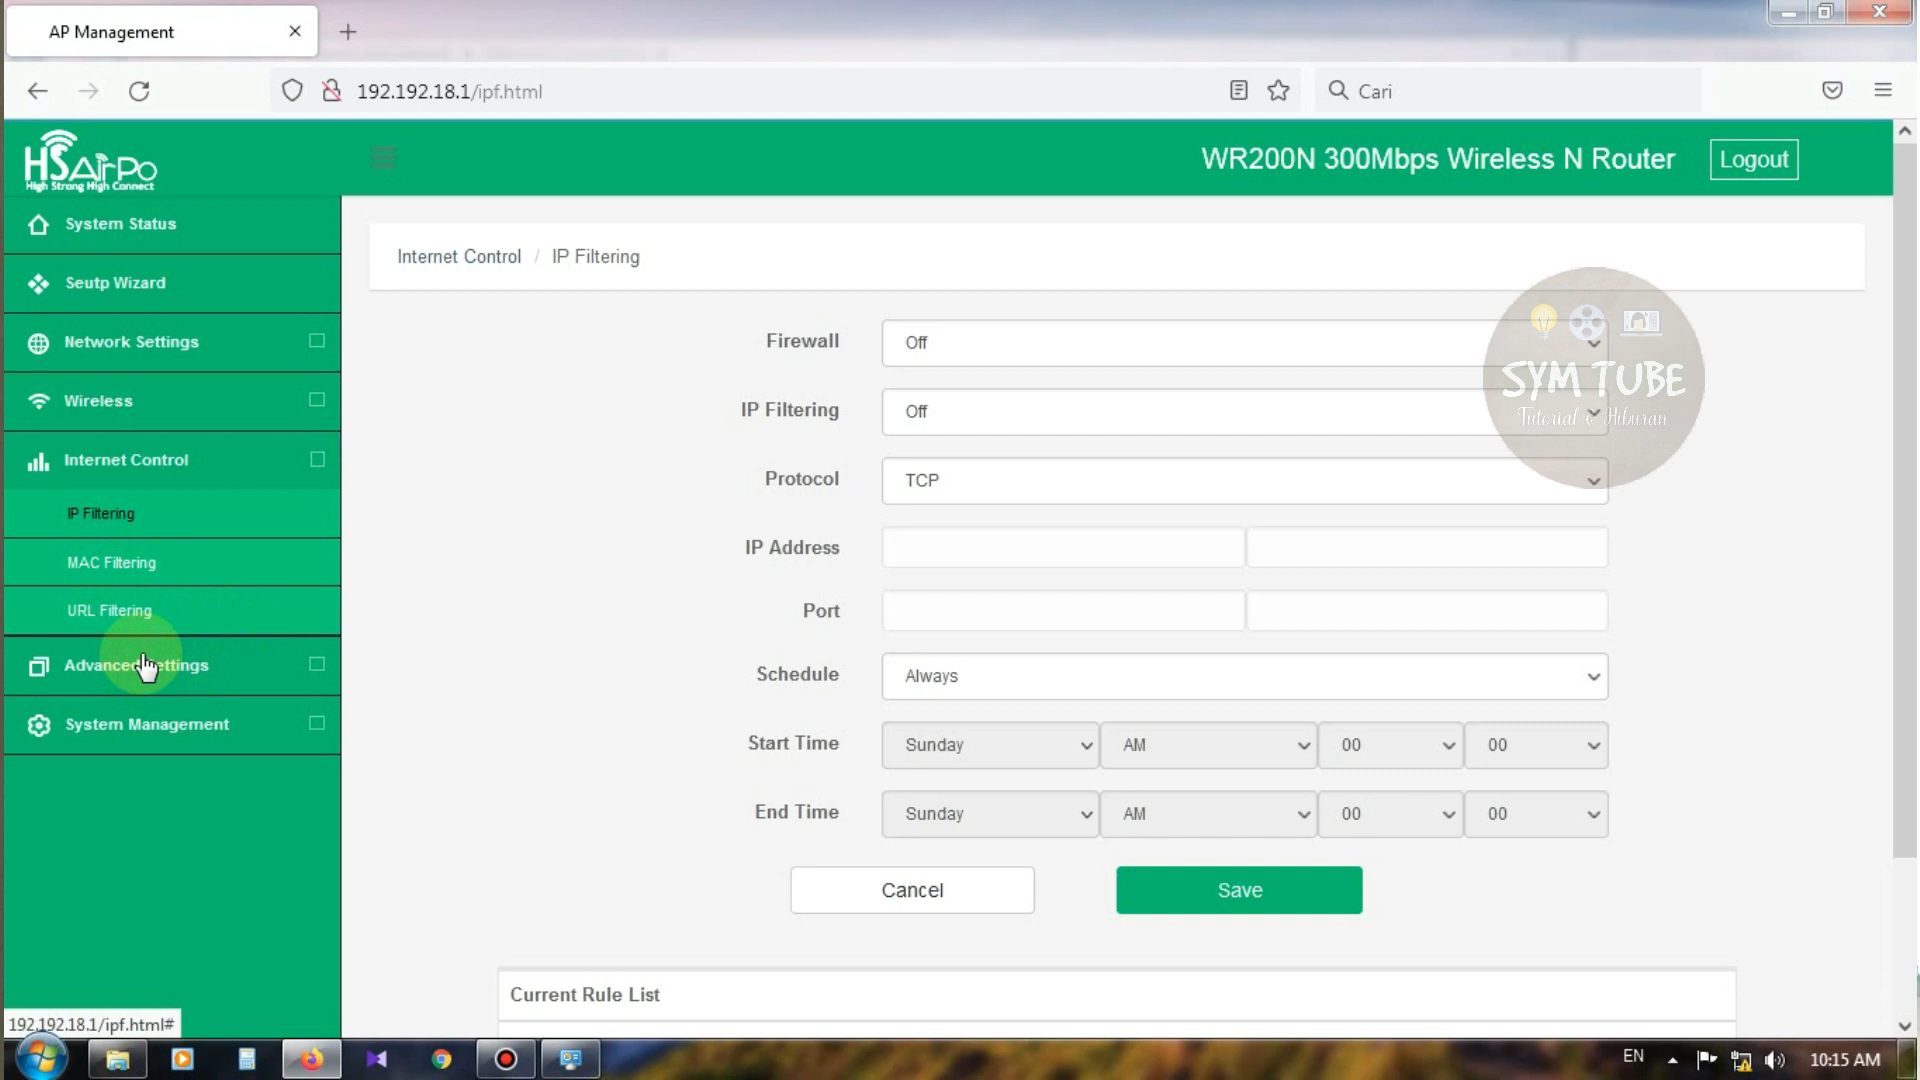 AP Management
192.192.18.1/ipf.html
Cari
HSAirPo
High Strong High Connect
WR200N 300Mbps Wireless N Router
Logout
System Status
Seutp Wizard
Network Settings
Wireless
Internet Control
IP Filtering
MAC Filtering
URL Filtering
Advanced Settings
System Management
Internet Control / IP Filtering
Firewall
Off
IP Filtering
Off
Protocol
TCP
IP Address
Port
Schedule
Always
Start Time
Sunday
AM
00
00
End Time
Sunday
AM
00
00
Cancel
Save
Current Rule List
SYM TUBE
Tutorial & Hiburan
192.192.18.1/ipf.html#
EN
10:15 AM